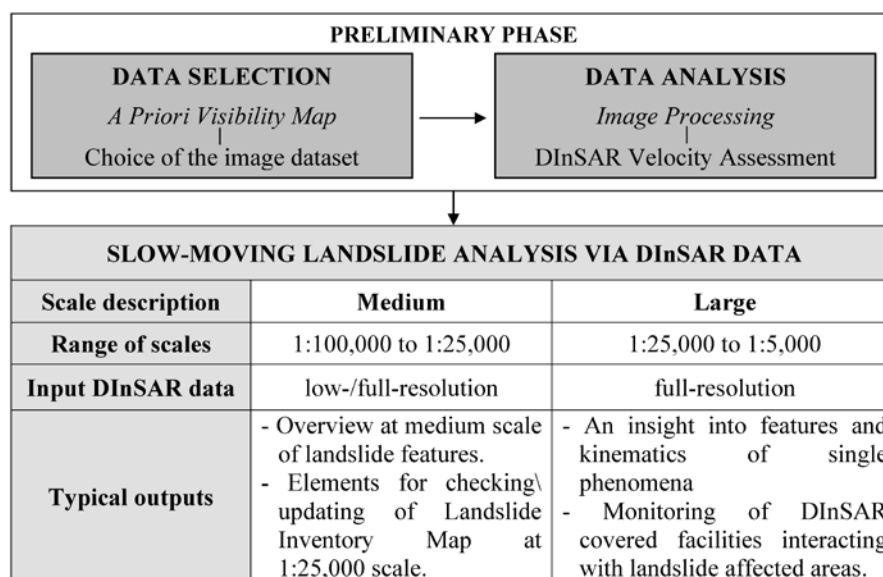 PRELIMINARY PHASE
DATA SELECTION
A Priori Visibility Map
Choice of the image dataset
DATA ANALYSIS
Image Processing
DInSAR Velocity Assessment
SLOW-MOVING LANDSLIDE ANALYSIS VIA DInSAR DATA
Scale description
Medium
Large
Range of scales
1:100,000 to 1:25,000
1:25,000 to 1:5,000
Input DInSAR data
low-/full-resolution
full-resolution
Typical outputs
- Overview at medium scale
of landslide features.
- Elements for checking\
updating of Landslide
Inventory Map at
1:25,000 scale.
- An insight into features and
kinematics of single
phenomena
- Monitoring of DInSAR
covered facilities interacting
with landslide affected areas.